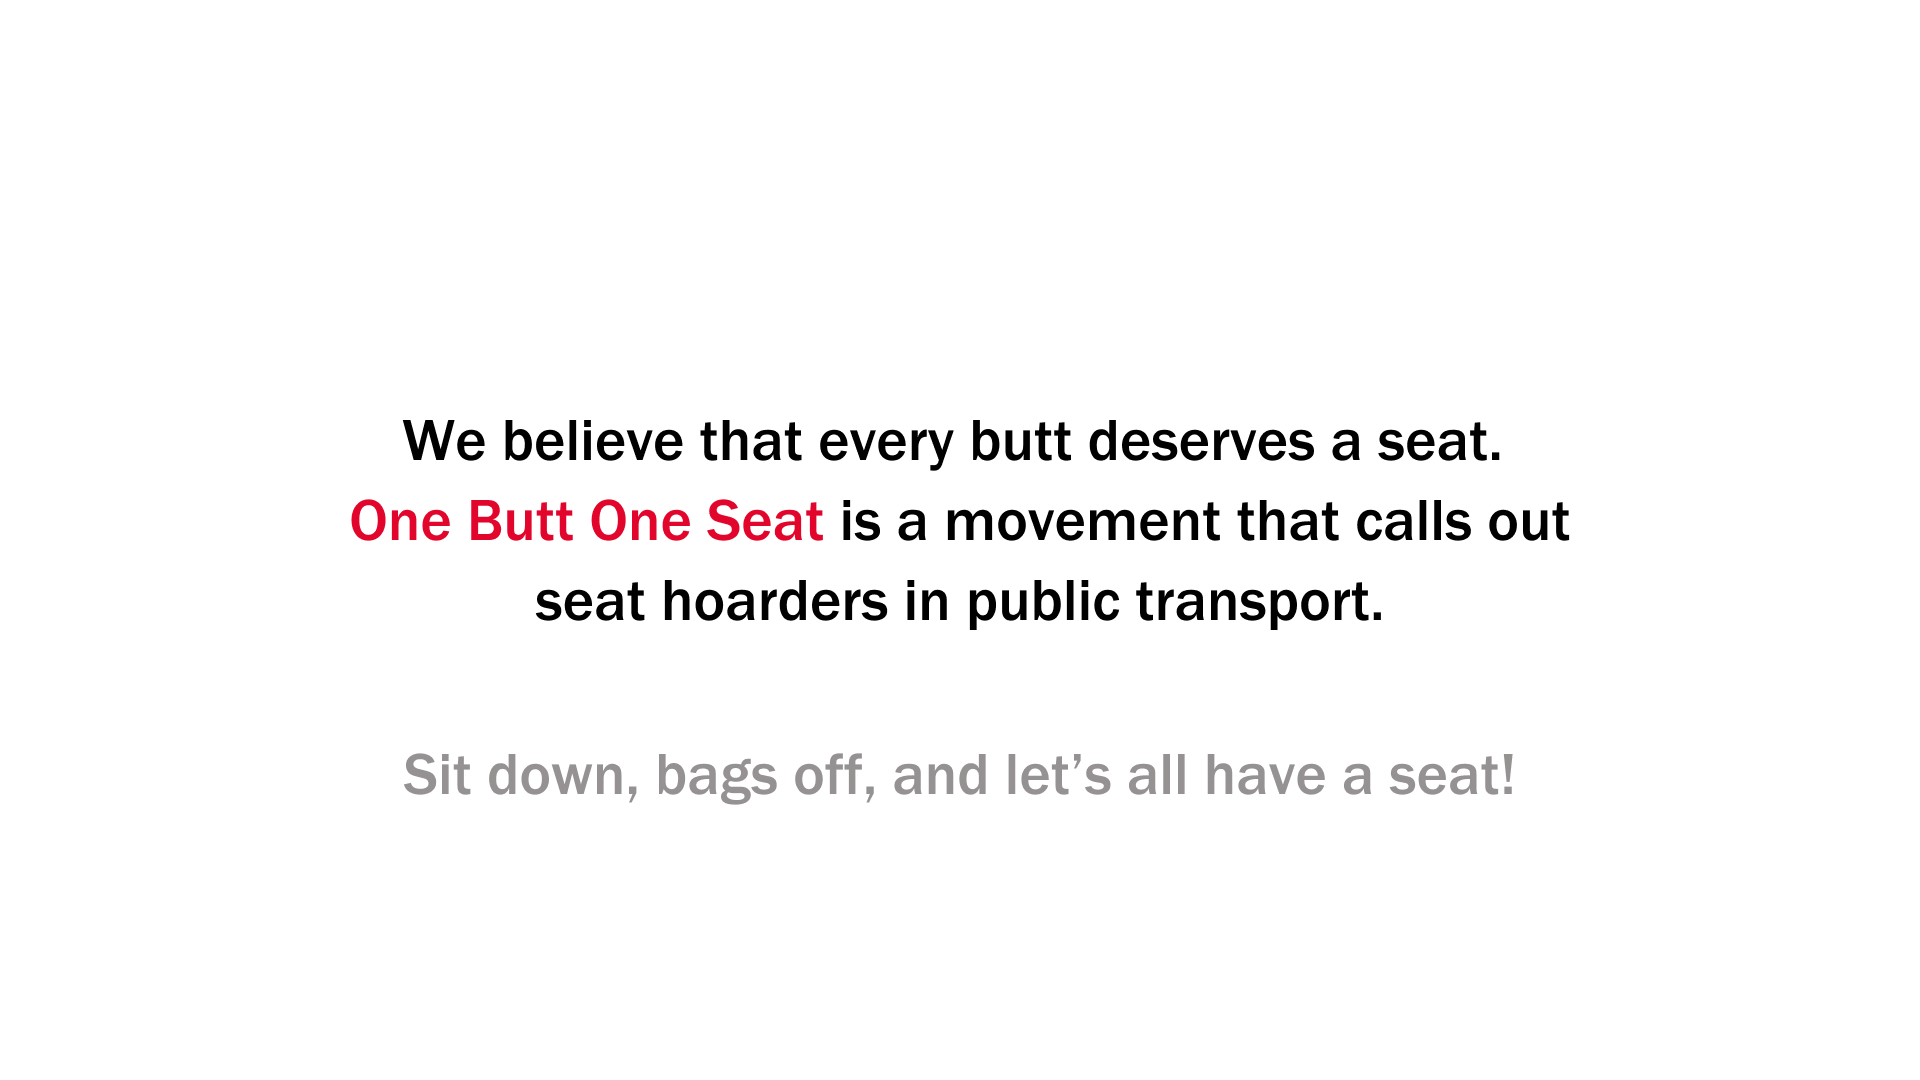 We believe that every butt deserves a seat.
One Butt One Seat is a movement that calls out
seat hoarders in public transport.
Sit down, bags off, and let’s all have a seat!